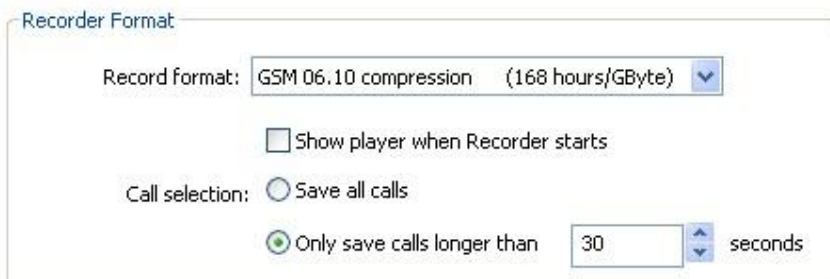 Recorder Format
Record format: GSM 06.10 compression (168 hours/GByte)
Show player when Recorder starts
Call selection: Save all calls
Only save calls longer than 30 seconds